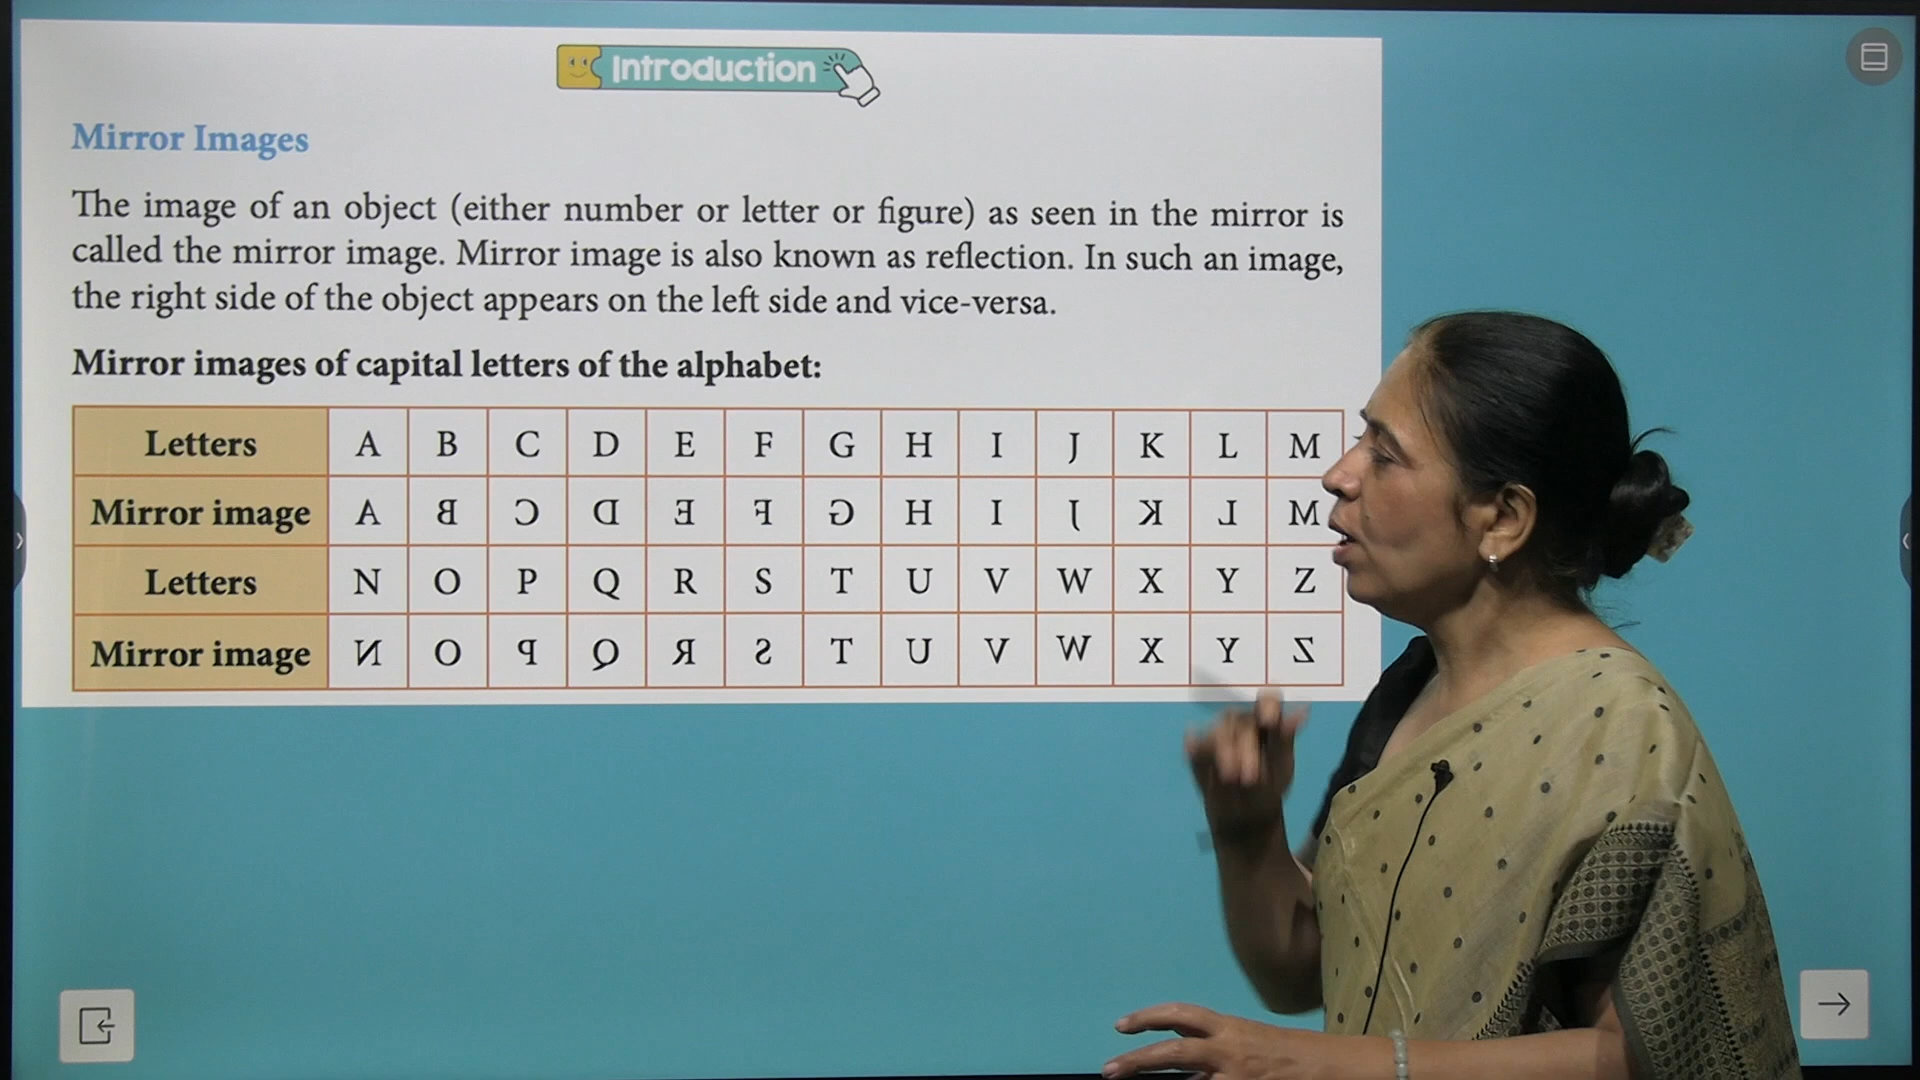 Introduction
Mirror Images
The image of an object (either number or letter or figure) as seen in the mirror is
called the mirror image. Mirror image is also known as reflection. In such an image,
the right side of the object appears on the left side and vice-versa.
Mirror images of capital letters of the alphabet:
Letters A B C D E F G H I J K L M
Mirror image A ᗺ Ɔ ᗡ Ǝ ꟻ Ꭾ H I Ⴑ ꓘ ⅃ M
Letters N O P Q R S T U V W X Y Z
Mirror image И O ꟼ Ọ Я Ƨ T U V W X Y Z